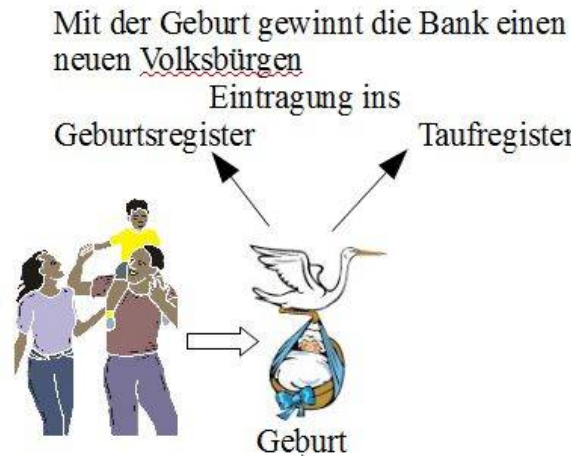 Mit der Geburt gewinnt die Bank einen
neuen Volksbürgen
Eintragung ins
Geburtsregister Taufregister
Geburt